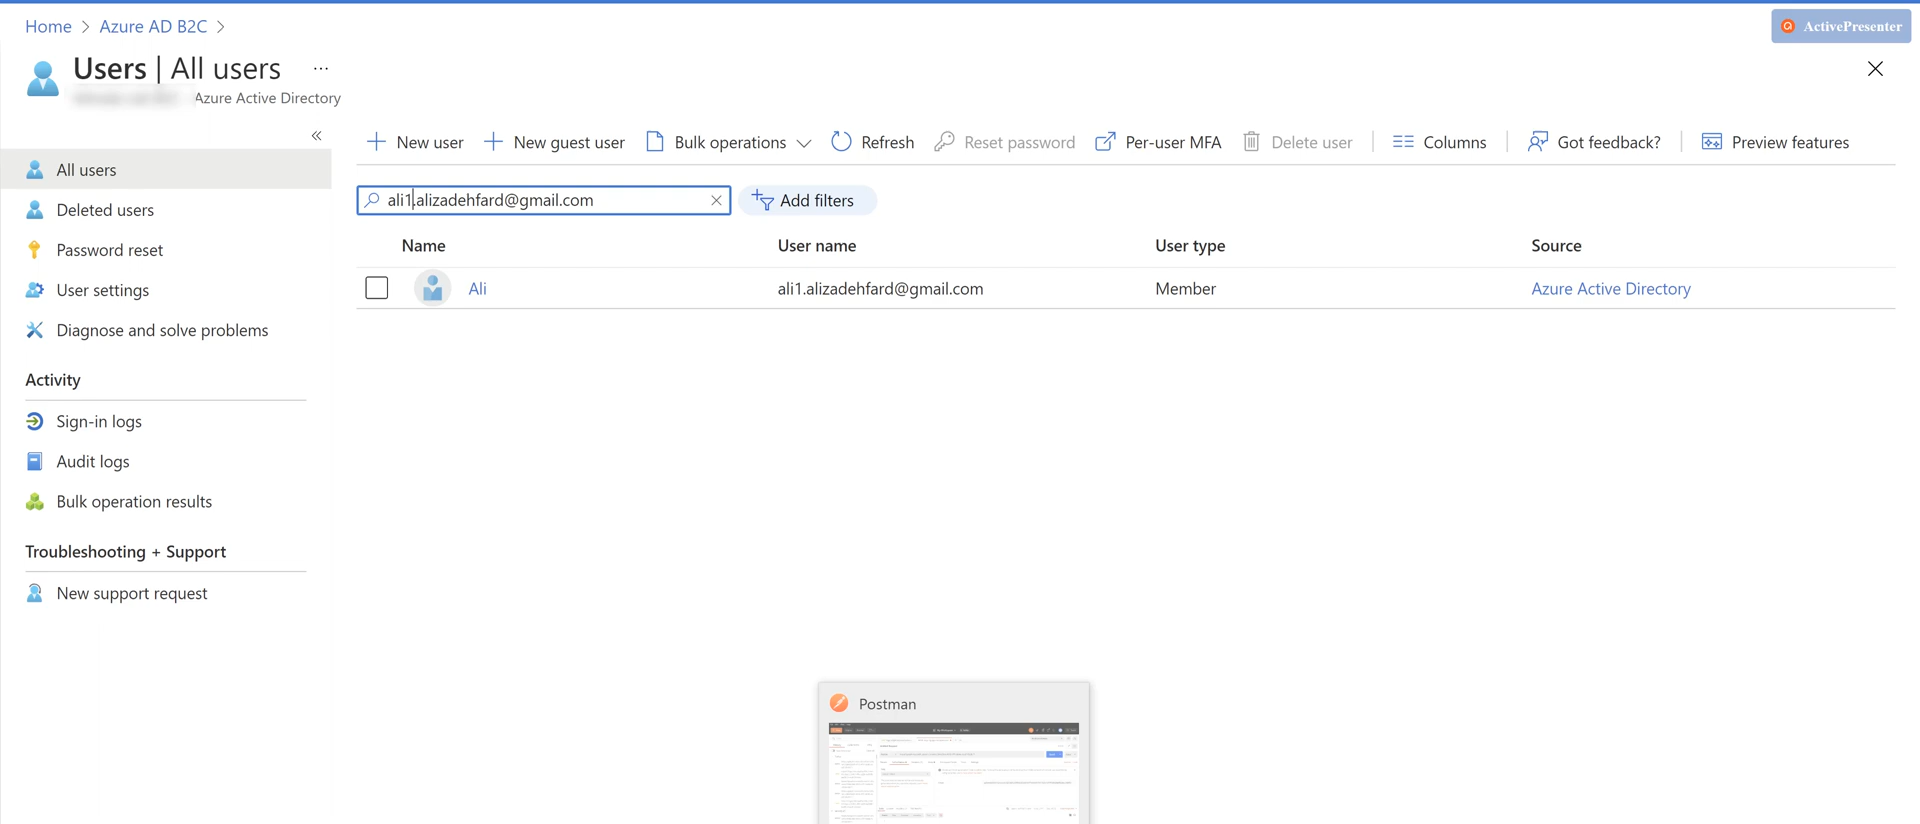 Home > Azure AD B2C >
ActivePresenter
Users | All users ...
Azure Active Directory
«
New user
New guest user
Bulk operations
Refresh
Reset password
Per-user MFA
Delete user
Columns
Got feedback?
Preview features
All users
Deleted users
Password reset
User settings
Diagnose and solve problems
Activity
Sign-in logs
Audit logs
Bulk operation results
Troubleshooting + Support
New support request
ali1.alizadehfard@gmail.com
Add filters
Name User name User type Source
Ali ali1.alizadehfard@gmail.com Member Azure Active Directory
Postman